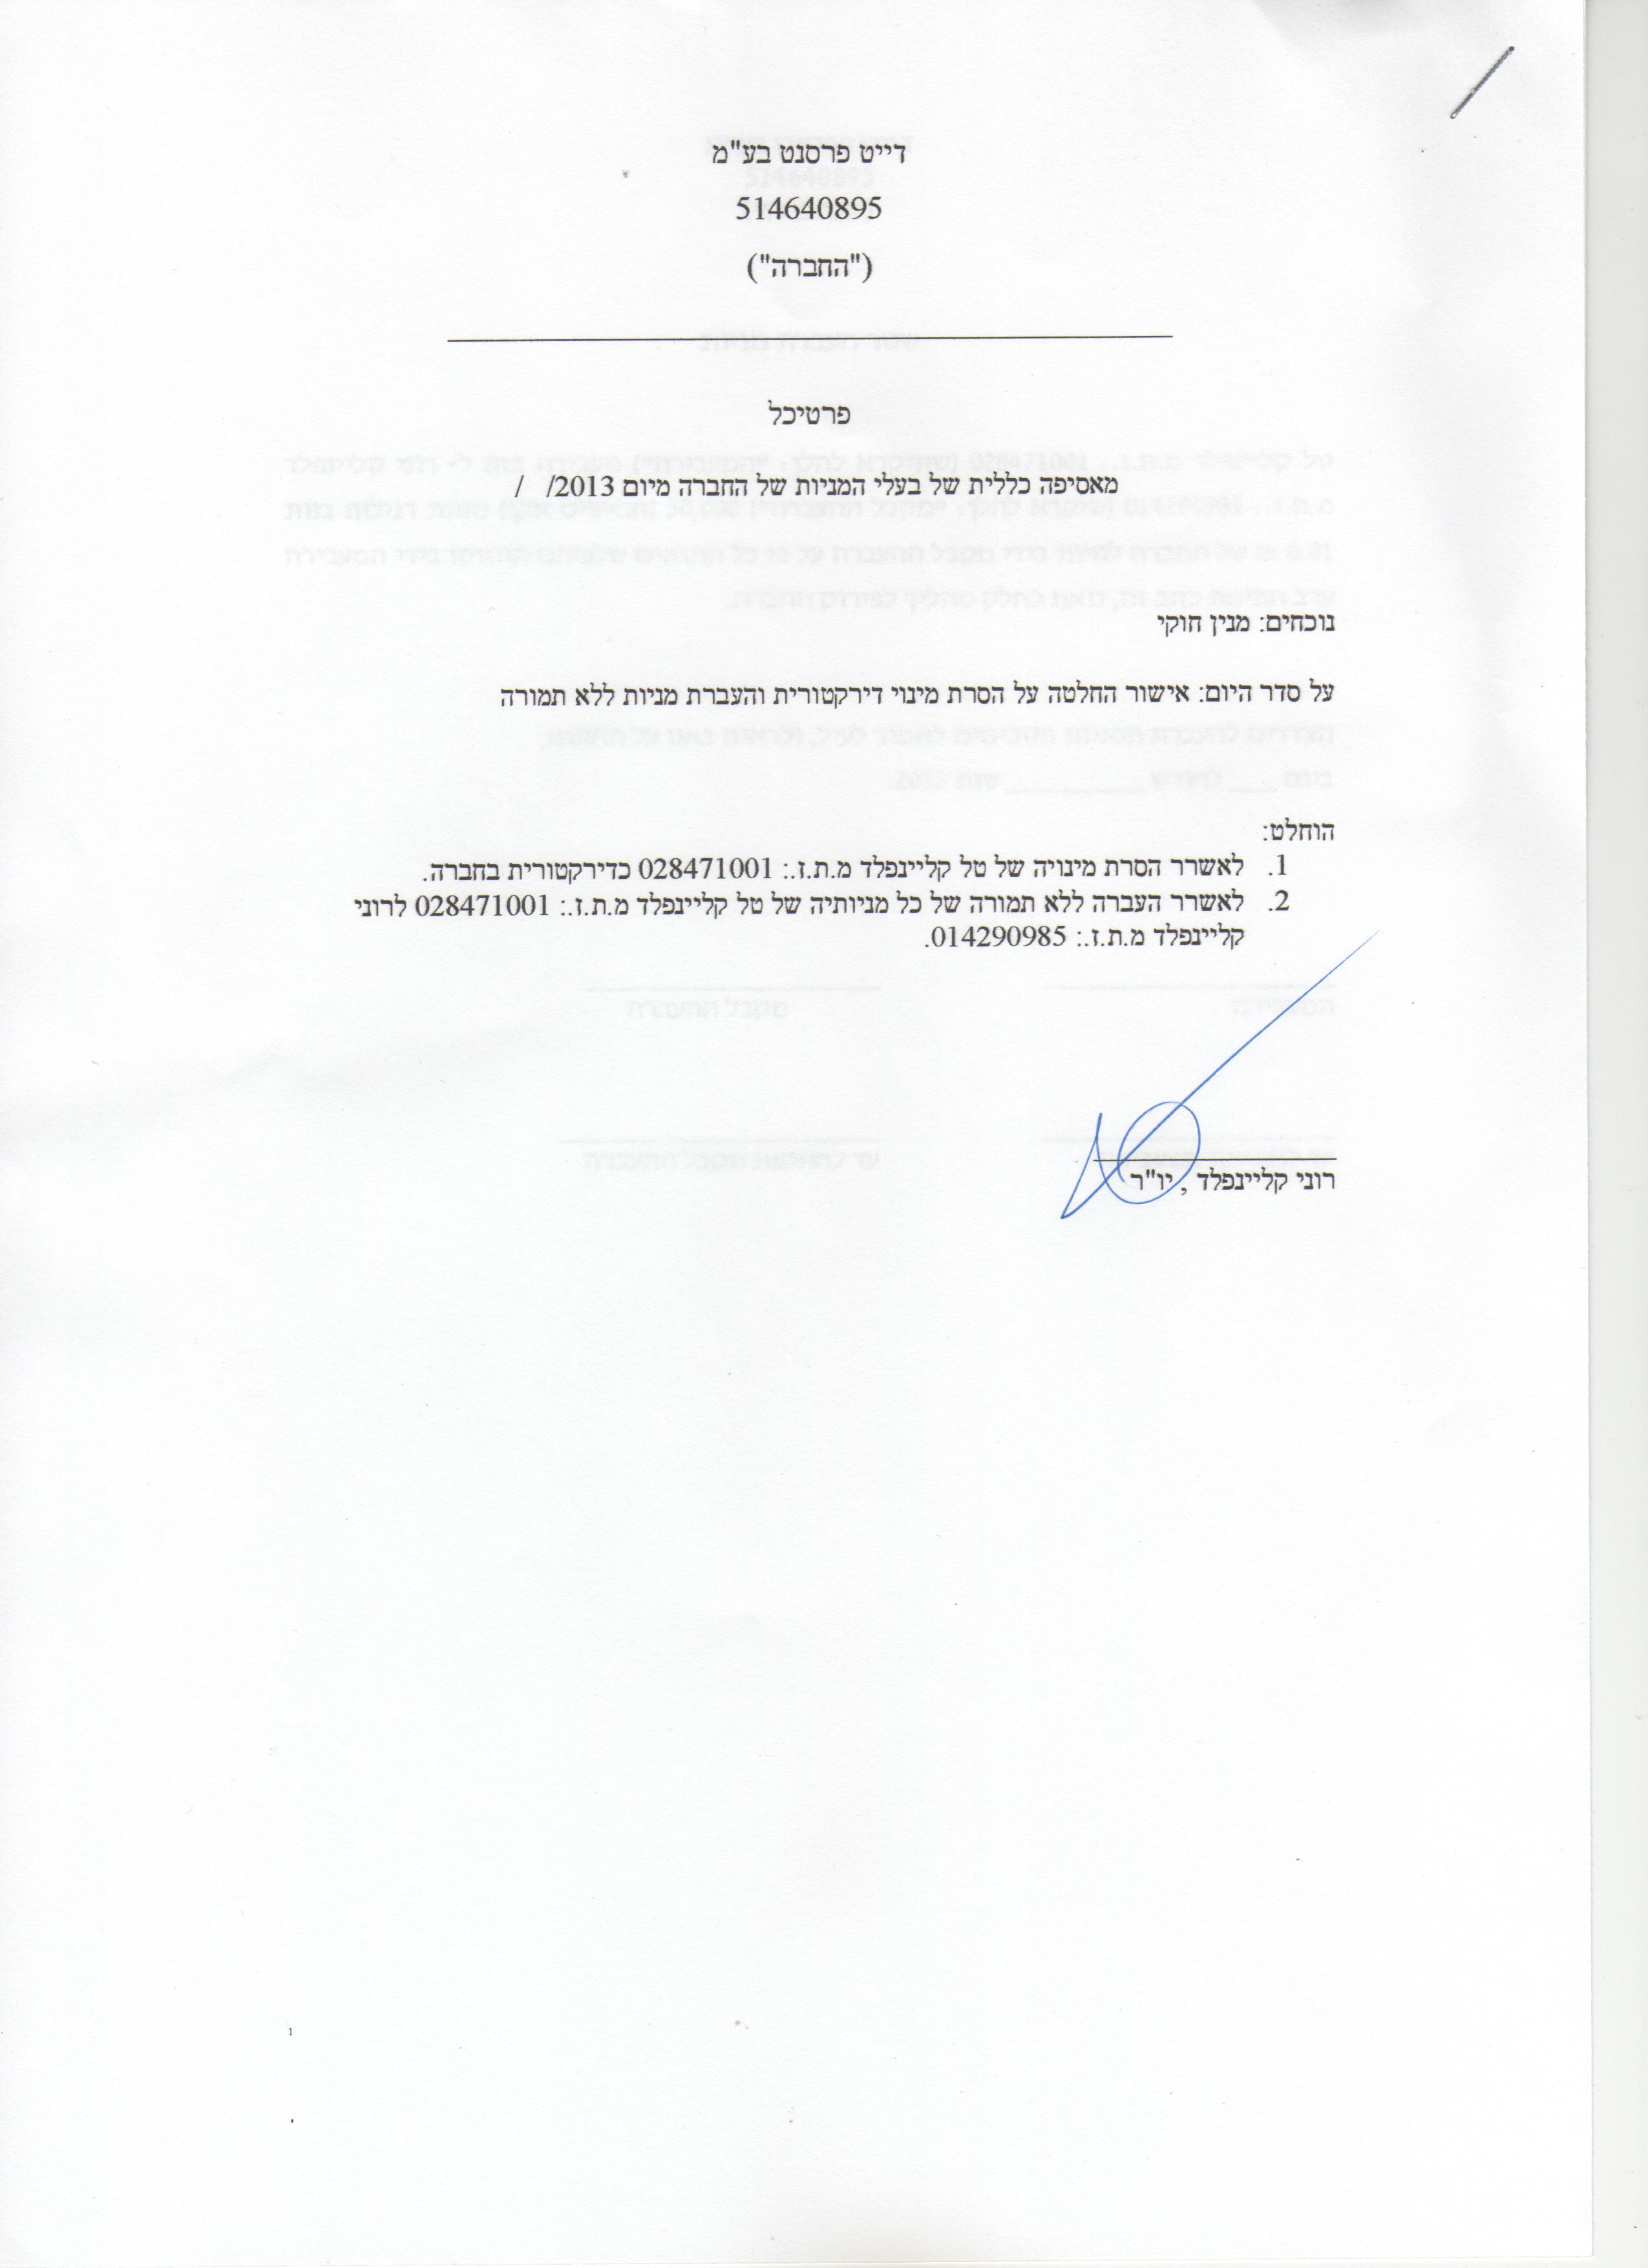 דייט פרסנט בע"מ
514640895
("החברה")
פרטיכל
מאסיפה כללית של בעלי המניות של החברה מיום 2013/ /
נוכחים: מנין חוקי
על סדר היום: אישור החלטה על הסרת מינוי דירקטורית והעברת מניות ללא תמורה
הוחלט:
1. לאשרר הסרת מינויה של טל קליינפלד מ.ת.ז.: 028471001 כדירקטורית בחברה.
2. לאשרר העברה ללא תמורה של כל מניותיה של טל קליינפלד מ.ת.ז.: 028471001 לרוני
קליינפלד מ.ת.ז.: 014290985.
רוני קליינפלד , יו"ר
1